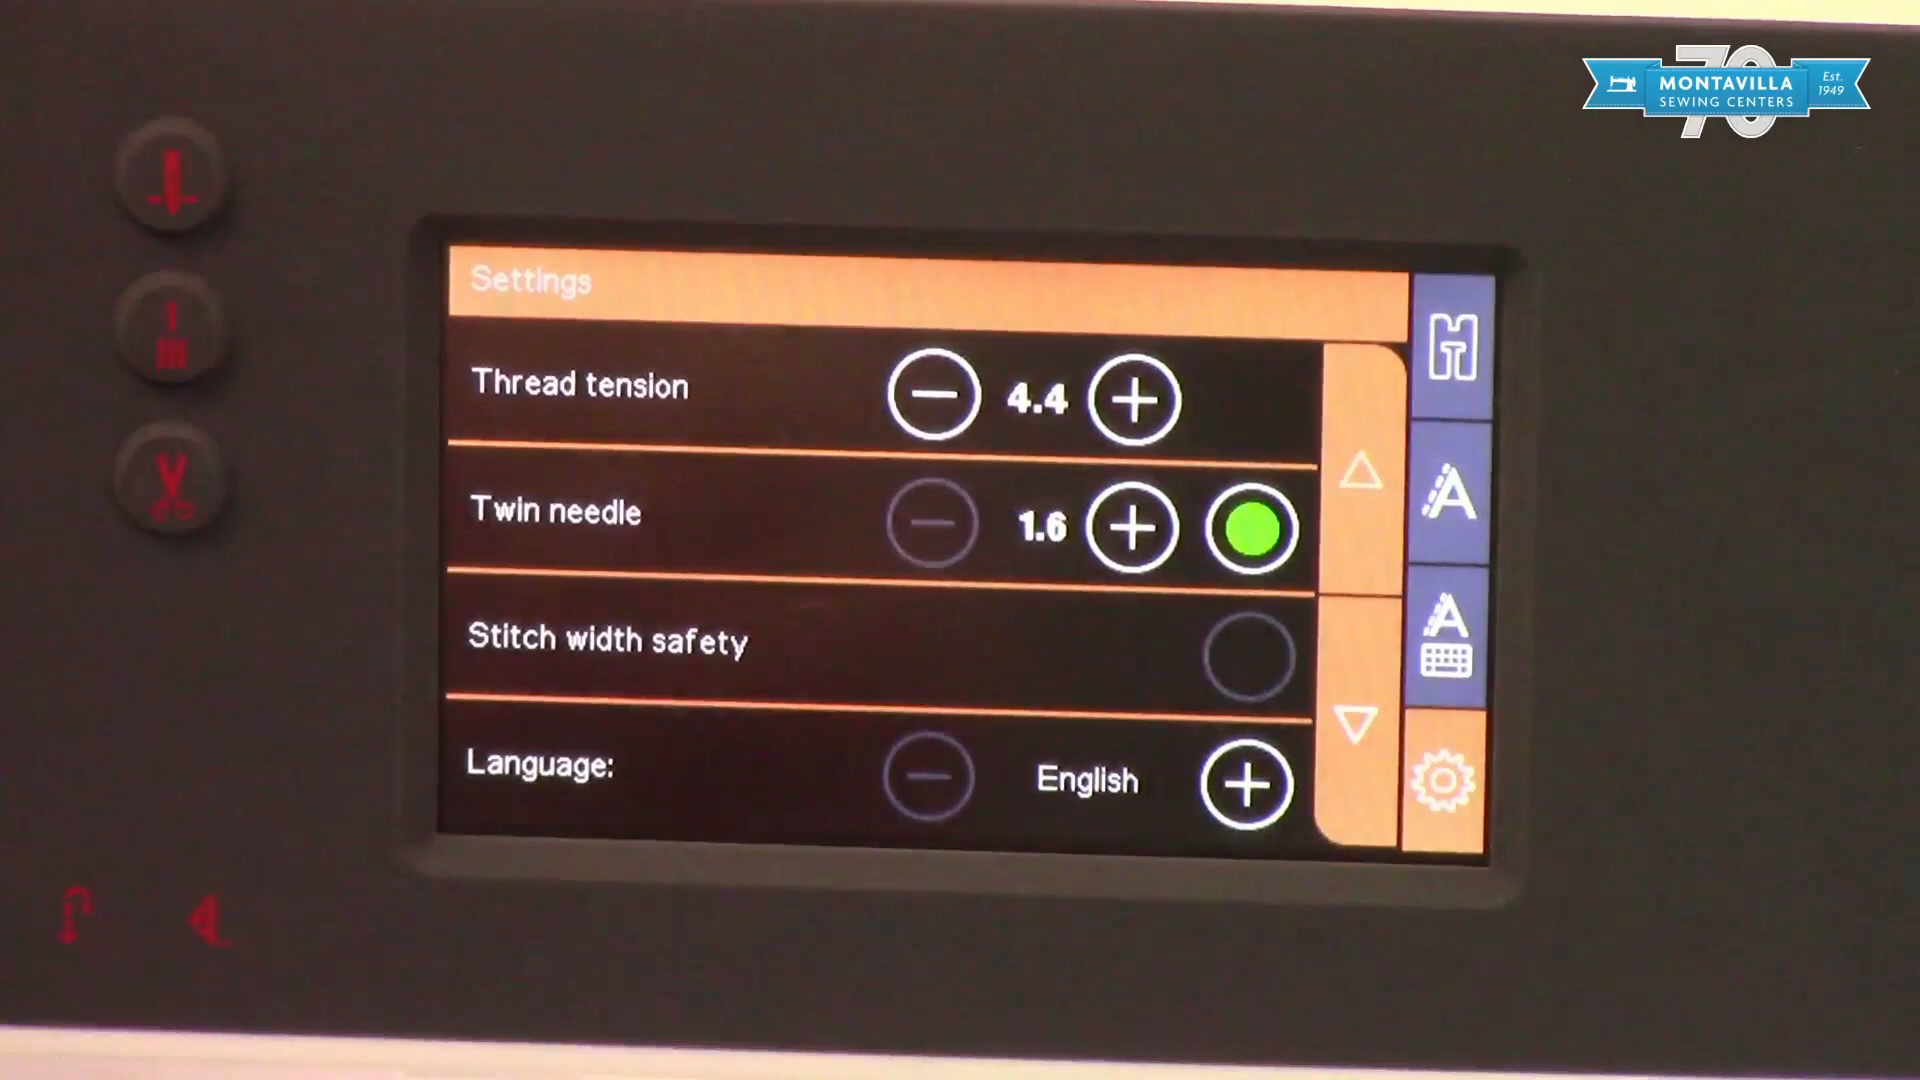 70
MONTAVILLA
SEWING CENTERS
Est.
1949
Settings
Thread tension
4.4
Twin needle
1.6
Stitch width safety
Language:
English